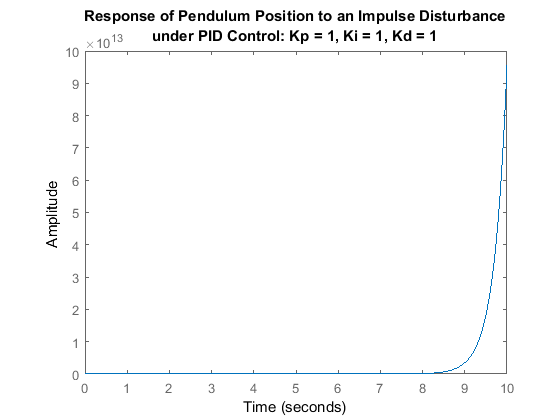 Response of Pendulum Position to an Impulse Disturbance
under PID Control: Kp = 1, Ki = 1, Kd = 1
×10^13
10
9
8
7
6
5
4
3
2
1
0
Amplitude
0 1 2 3 4 5 6 7 8 9 10
Time (seconds)